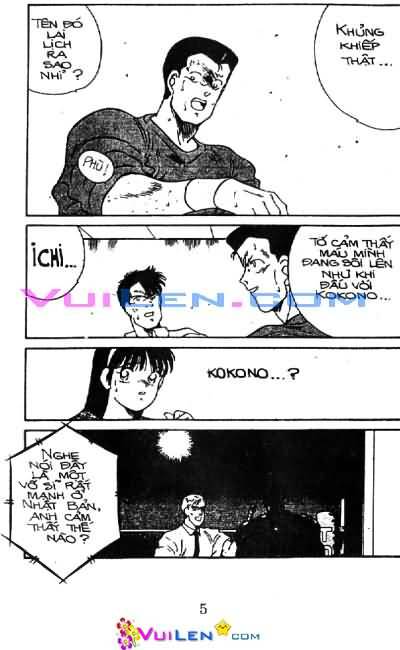 TÊN ĐÓ
LAI
LỊCH
RA
SAO
NHỈ?
KHỦNG
KHIẾP
THẬT...
PHÙ!
ICHI...
TỚ CẢM THẤY
MÁU MÌNH
ĐANG SÔI LÊN
NHƯ KHI
ĐẤU VỚI
KOKONO...
VUILEN.COM
KOKONO...?
NGHE
NÓI ĐÂY
LÀ MỘT
VÕ SĨ RẤT
MẠNH Ở
NHẬT BẢN,
ANH CẢM
THẤY THẾ
NÀO?
5
VUILEN.COM